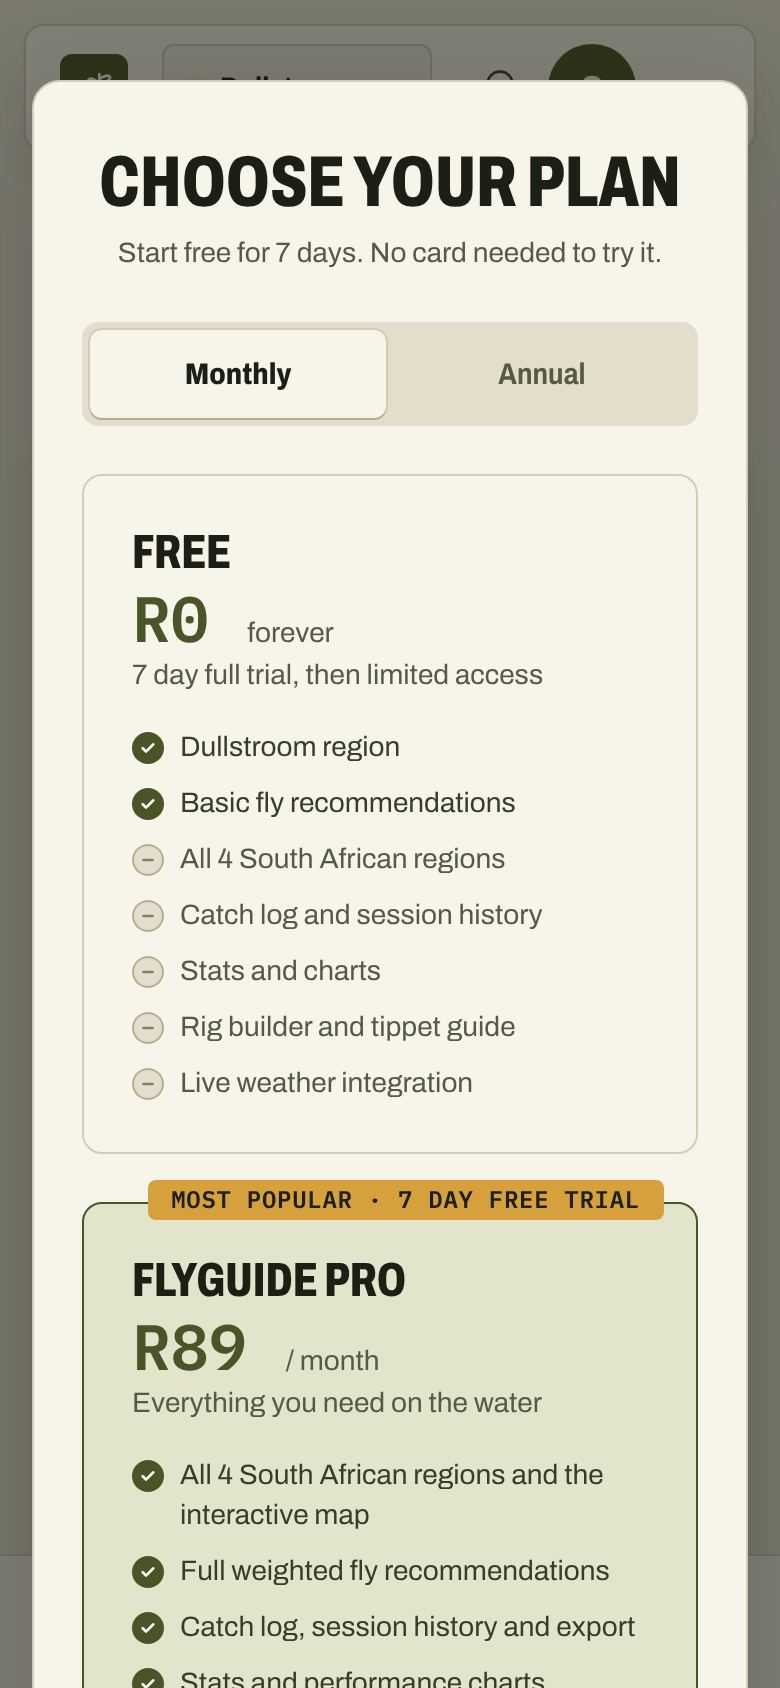 CHOOSE YOUR PLAN
Start free for 7 days. No card needed to try it.
Monthly
Annual
FREE
R0 forever
7 day full trial, then limited access
Dullstroom region
Basic fly recommendations
All 4 South African regions
Catch log and session history
Stats and charts
Rig builder and tippet guide
Live weather integration
MOST POPULAR · 7 DAY FREE TRIAL
FLYGUIDE PRO
R89 / month
Everything you need on the water
All 4 South African regions and the
interactive map
Full weighted fly recommendations
Catch log, session history and export
Stats and performance charts